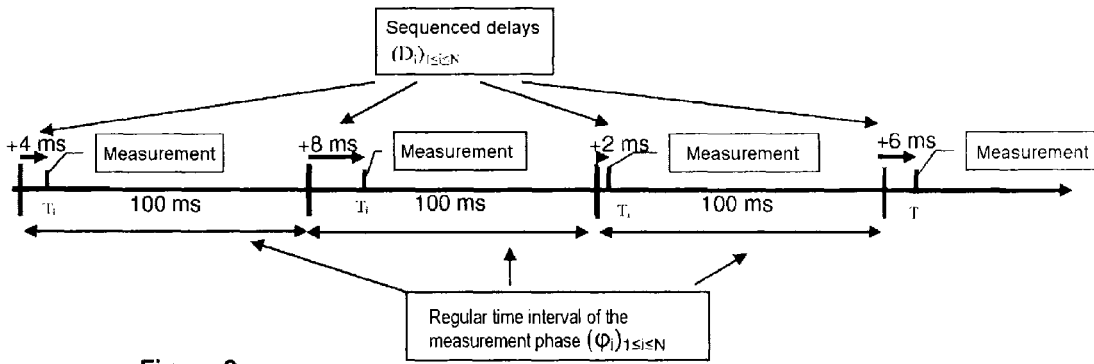 Sequenced delays
(Dᵢ)₁≤ᵢ≤N
+4 ms
Measurement
+8 ms
Measurement
+2 ms
Measurement
+6 ms
Measurement
Tᵢ
100 ms
Tᵢ
100 ms
Tᵢ
100 ms
T
Regular time interval of the
measurement phase (φᵢ)₁≤ᵢ≤N